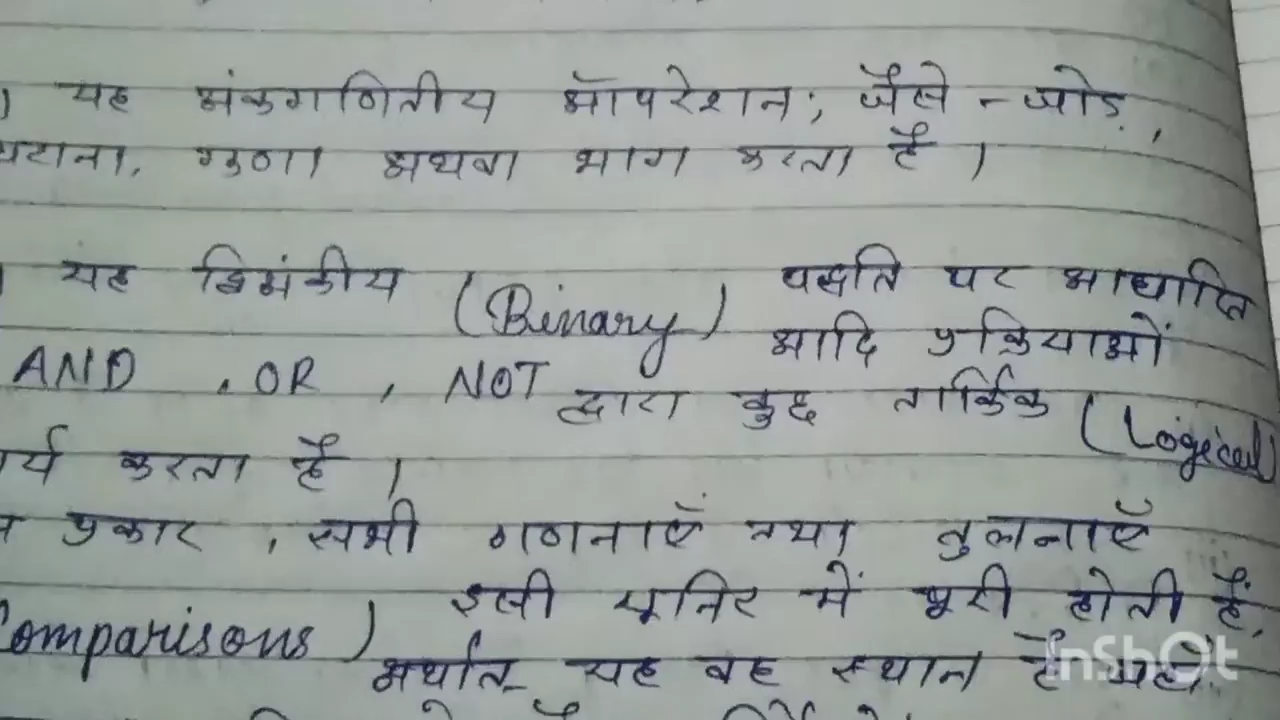 ) यह अंकगणितीय ऑपरेशन; जैसे - जोड़,
घटाना, गुणा अथवा भाग करता है ।
) यह द्विअंकीय (Binary) पद्धति पर आधारित
AND , OR , NOT आदि प्रक्रियाओं
द्वारा कुछ तार्किक (Logical)
र्य करता है ।
प्रकार , सभी गणनाएँ तथा तुलनाएँ
Comparisons) इसी यूनिट में पूरी होती हैं,
अर्थात् यह वह स्थान है जहाँ
InShOt